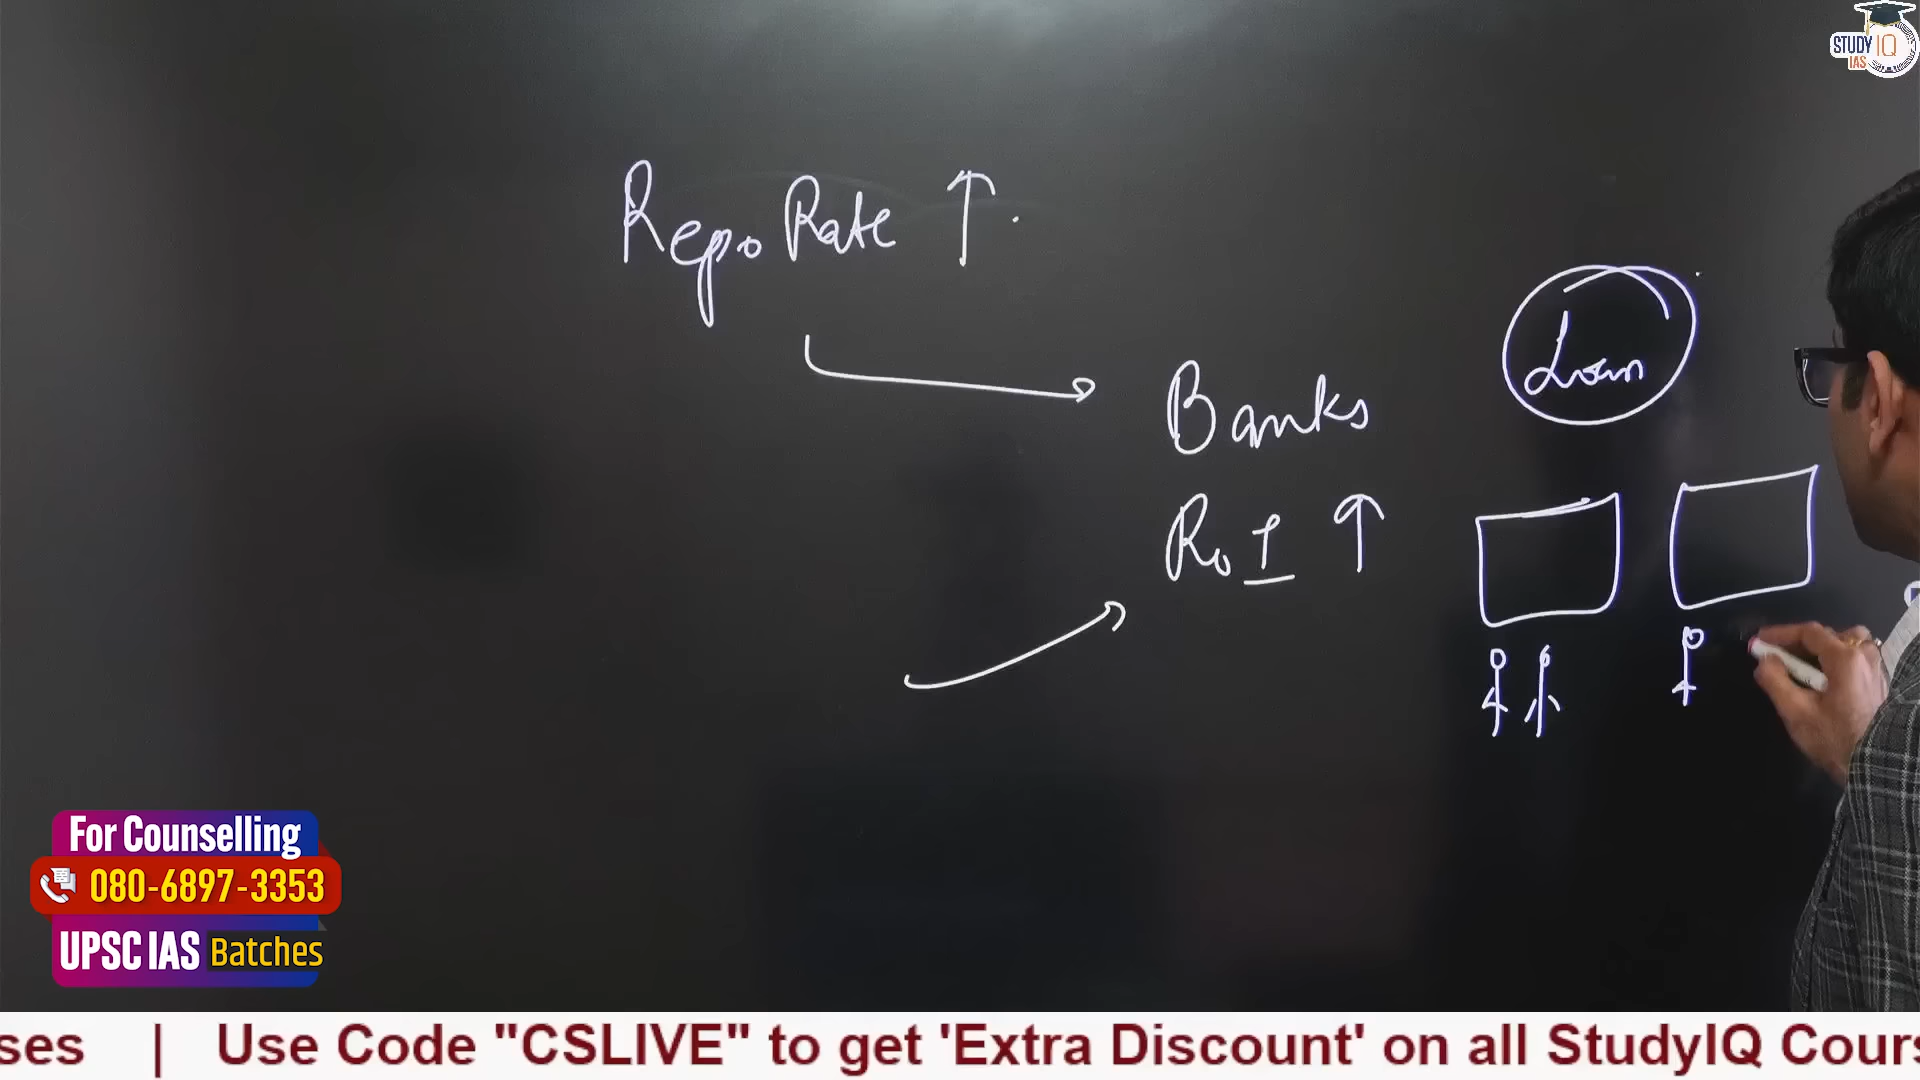 STUDY IQ
IAS
Repo Rate ↑
Loan
Banks
RoI ↑
For Counselling
080-6897-3353
UPSC IAS Batches
ses | Use Code "CSLIVE" to get 'Extra Discount' on all StudyIQ Cours